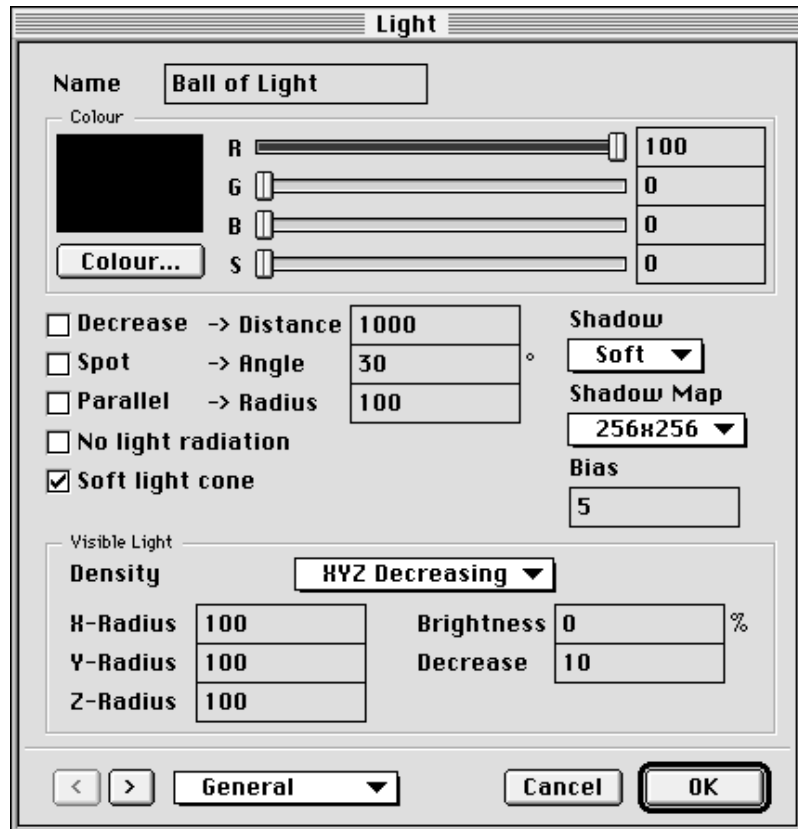 Light
Name Ball of Light
Colour
R 100
G 0
B 0
Colour... S 0
Decrease -> Distance 1000 Shadow
Spot -> Angle 30 ° Soft
Parallel -> Radius 100 Shadow Map
No light radiation 256x256
Soft light cone Bias
5
Visible Light
Density XYZ Decreasing
X-Radius 100 Brightness 0 %
Y-Radius 100 Decrease 10
Z-Radius 100
< > General Cancel OK